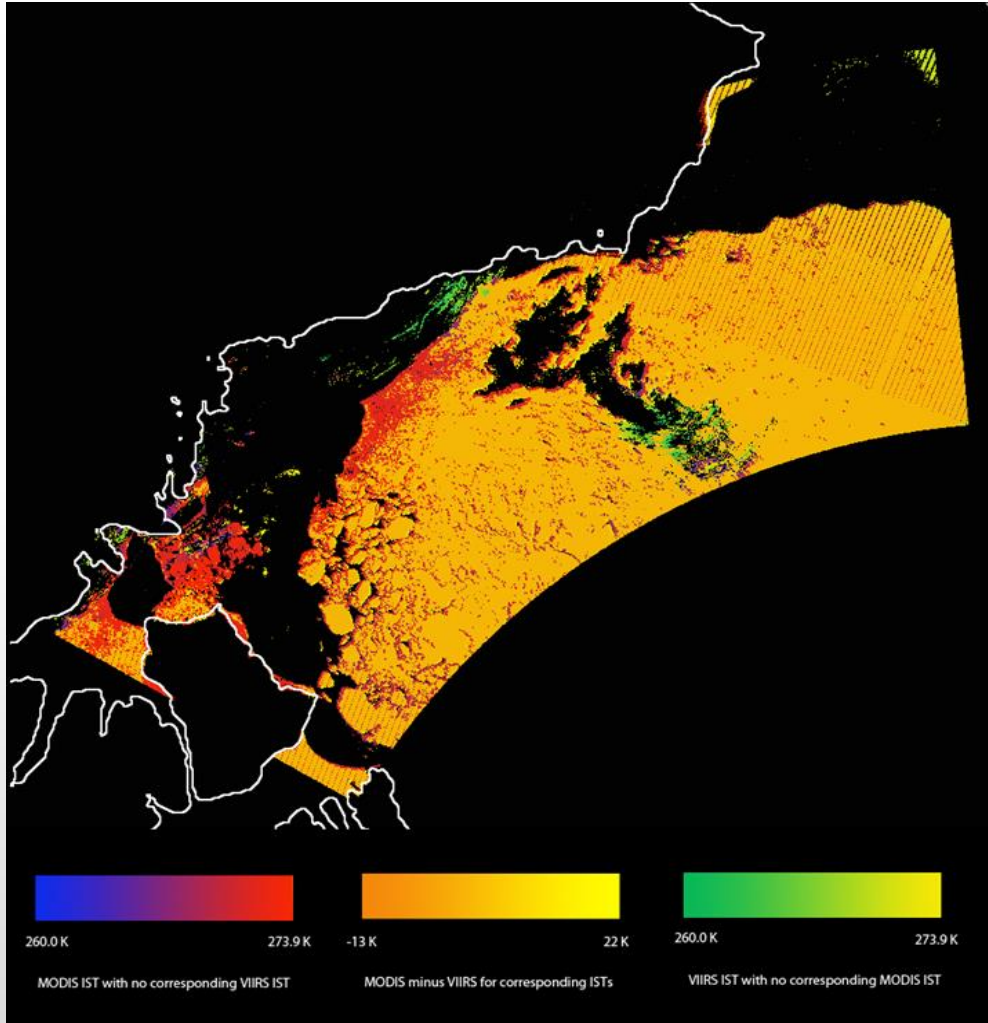 260.0 K
273.9 K
-13 K
22 K
260.0 K
273.9 K
MODIS IST with no corresponding VIIRS IST
MODIS minus VIIRS for corresponding ISTs
VIIRS IST with no corresponding MODIS IST